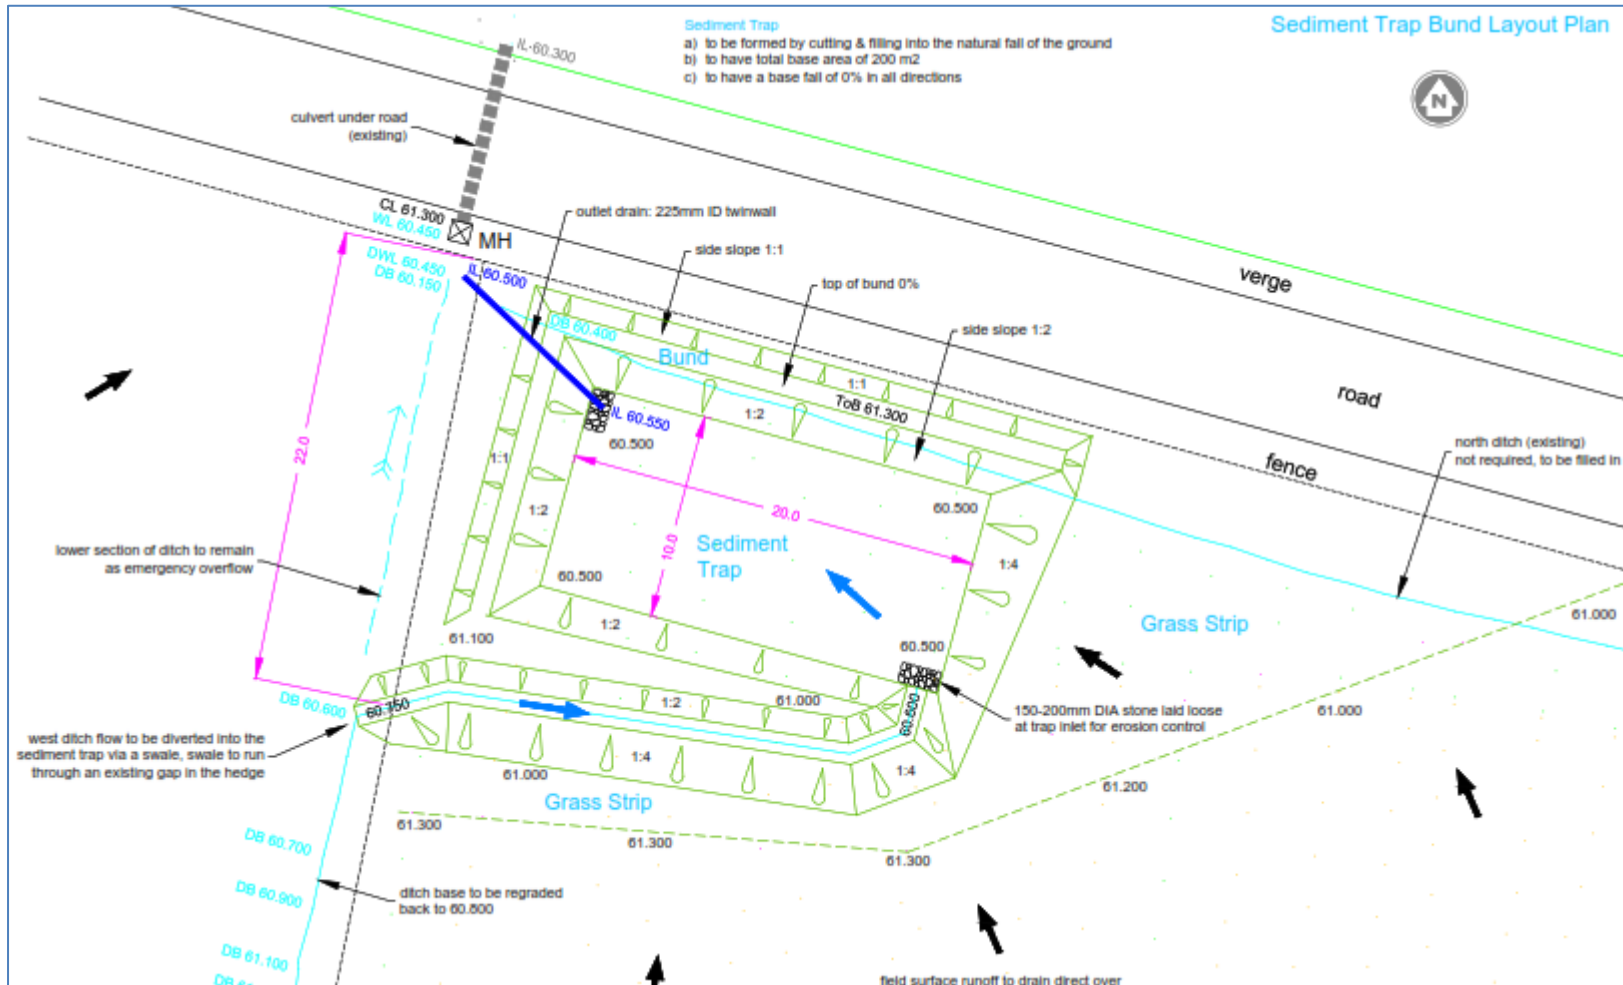 Sediment Trap Bund Layout Plan
Sediment Trap
a) to be formed by cutting & filling into the natural fall of the ground
b) to have total base area of 200 m2
c) to have a base fall of 0% in all directions
N
IL-60.300
culvert under road
(existing)
CL 61.300
WL 60.450
MH
outlet drain: 225mm ID twinwall
side slope 1:1
top of bund 0%
side slope 1:2
verge
road
fence
DWL 60.450
DB 60.150
IL 60.500
DB 60.400
Bund
1:1
ToB 61.300
1:2
IL 60.550
60.500
north ditch (existing)
not required, to be filled in
22.0
1:1
1:2
20.0
10.0
60.500
Sediment
Trap
1:4
lower section of ditch to remain
as emergency overflow
60.500
1:2
61.100
60.500
Grass Strip
61.000
DB 60.600
60.750
1:2
61.000
60.600
150-200mm DIA stone laid loose
at trap inlet for erosion control
61.000
west ditch flow to be diverted into the
sediment trap via a swale, swale to run
through an existing gap in the hedge
1:4
61.000
1:4
61.200
Grass Strip
61.300
61.300
61.300
DB 60.700
DB 60.900
ditch base to be regraded
back to 60.800
DB 61.100
field surface runoff to drain direct over